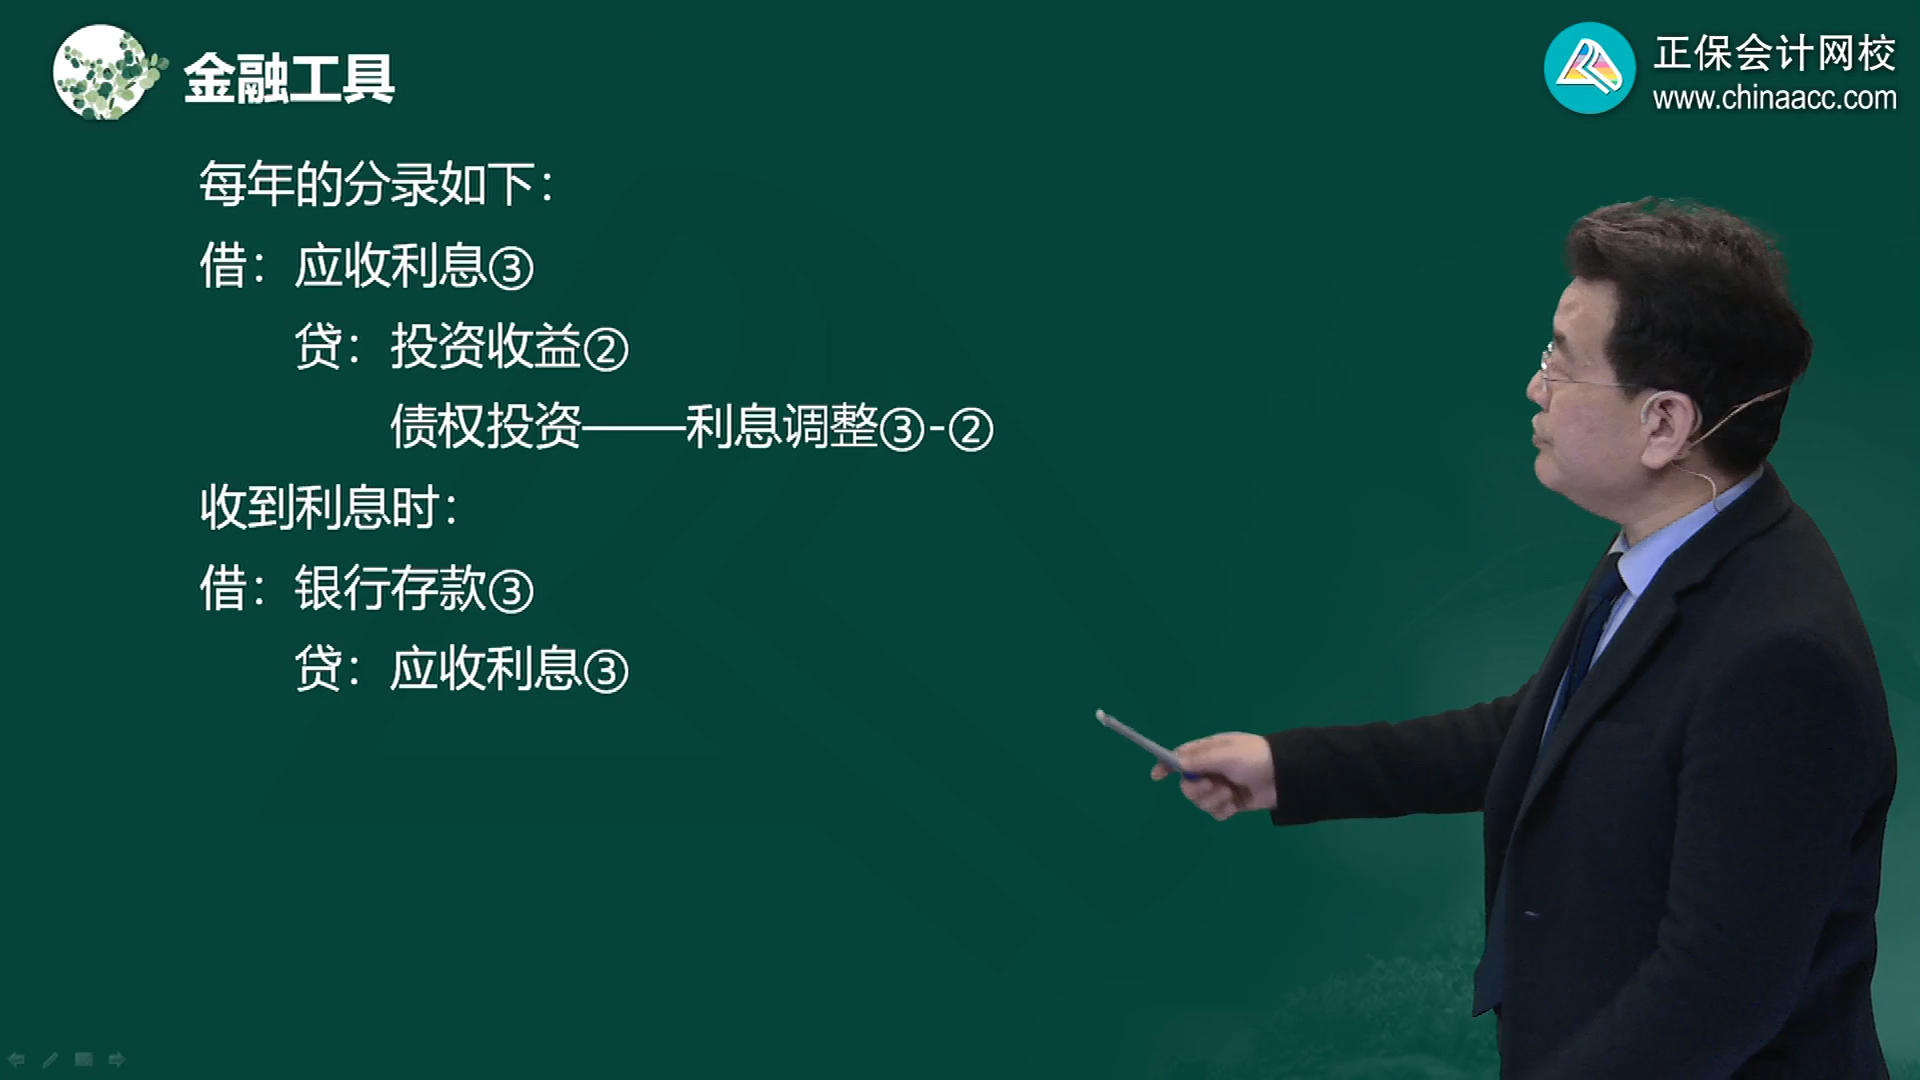 金融工具
正保会计网校
www.chinaacc.com
每年的分录如下：
借：应收利息③
贷：投资收益②
债权投资——利息调整③-②
收到利息时：
借：银行存款③
贷：应收利息③